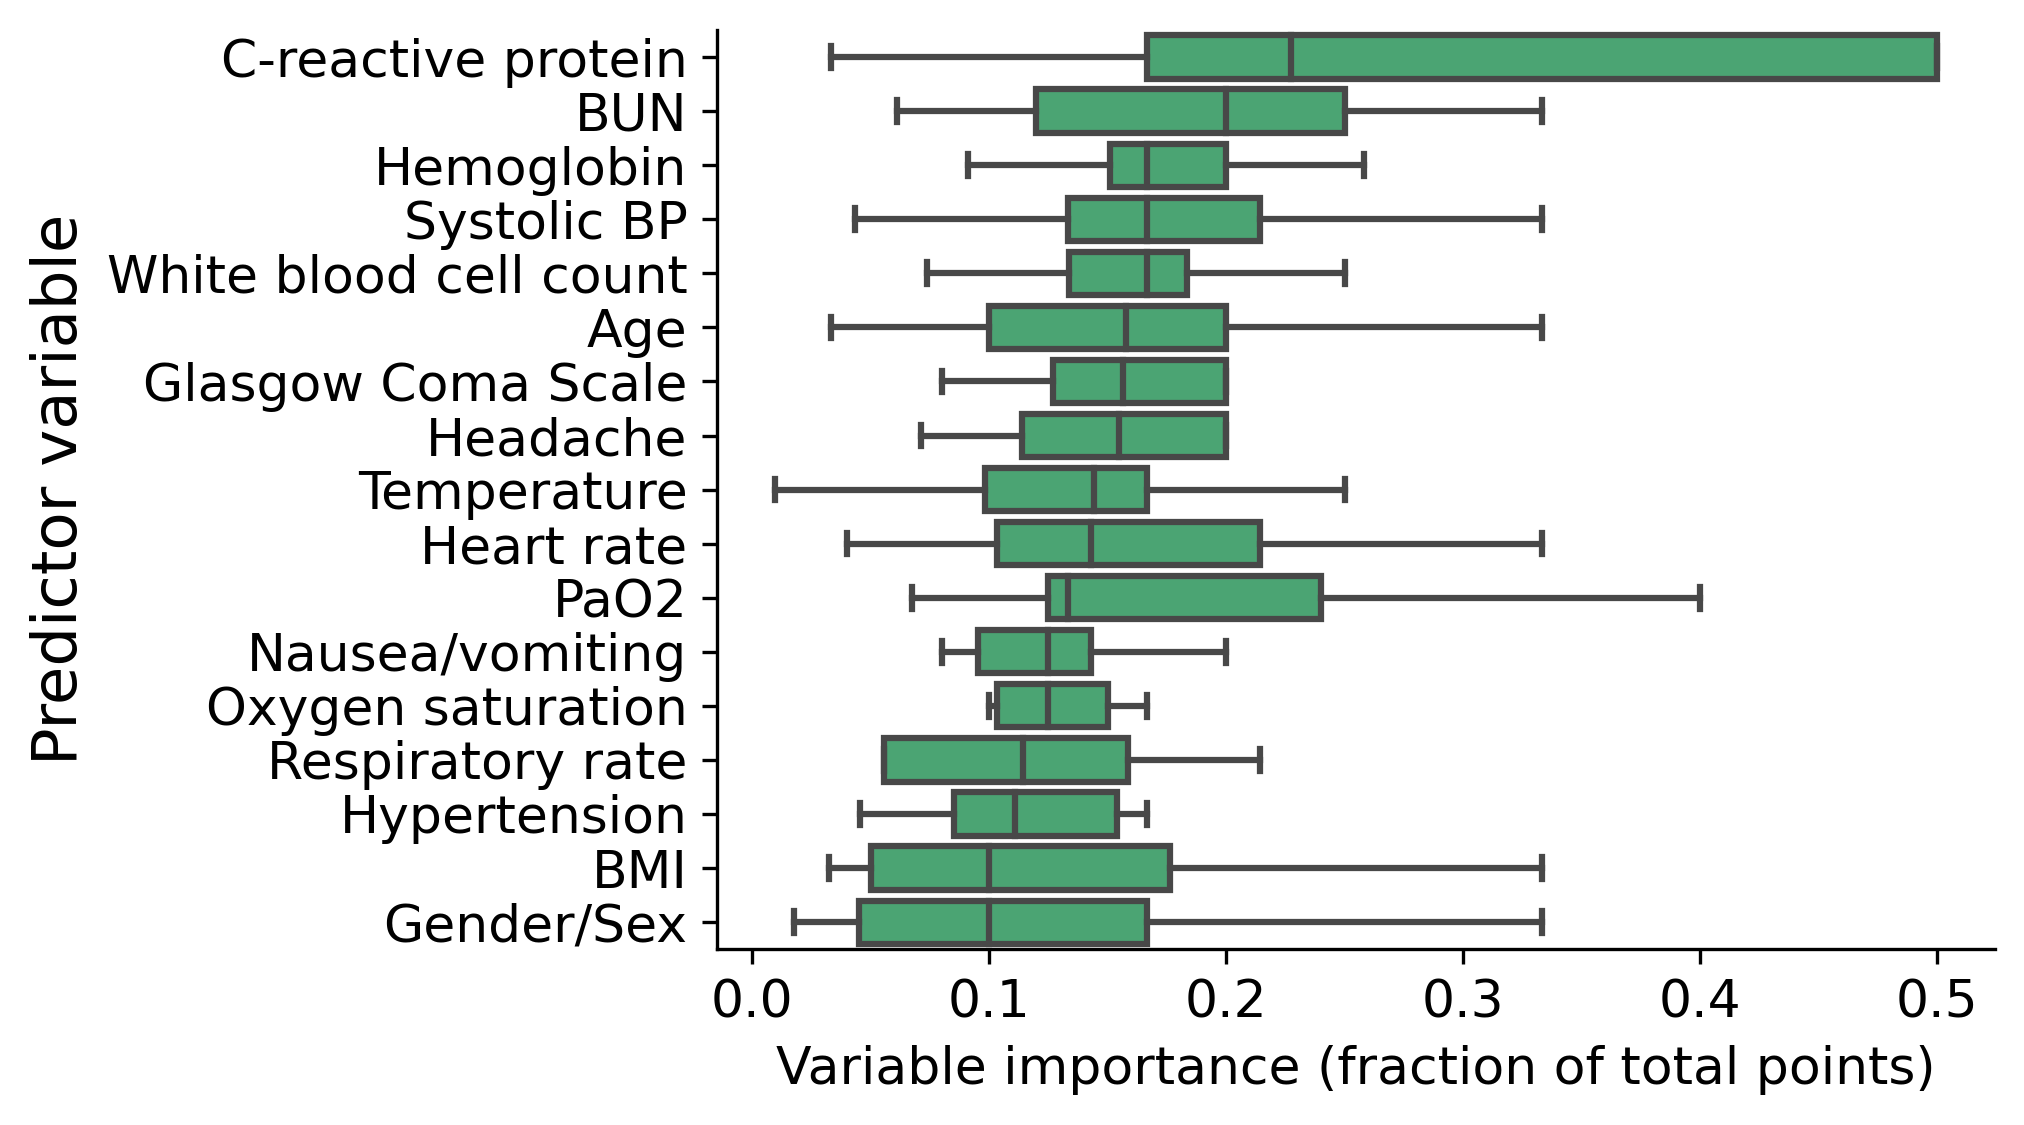 Predictor variable
C-reactive protein
BUN
Hemoglobin
Systolic BP
White blood cell count
Age
Glasgow Coma Scale
Headache
Temperature
Heart rate
PaO2
Nausea/vomiting
Oxygen saturation
Respiratory rate
Hypertension
BMI
Gender/Sex
0.0 0.1 0.2 0.3 0.4 0.5
Variable importance (fraction of total points)